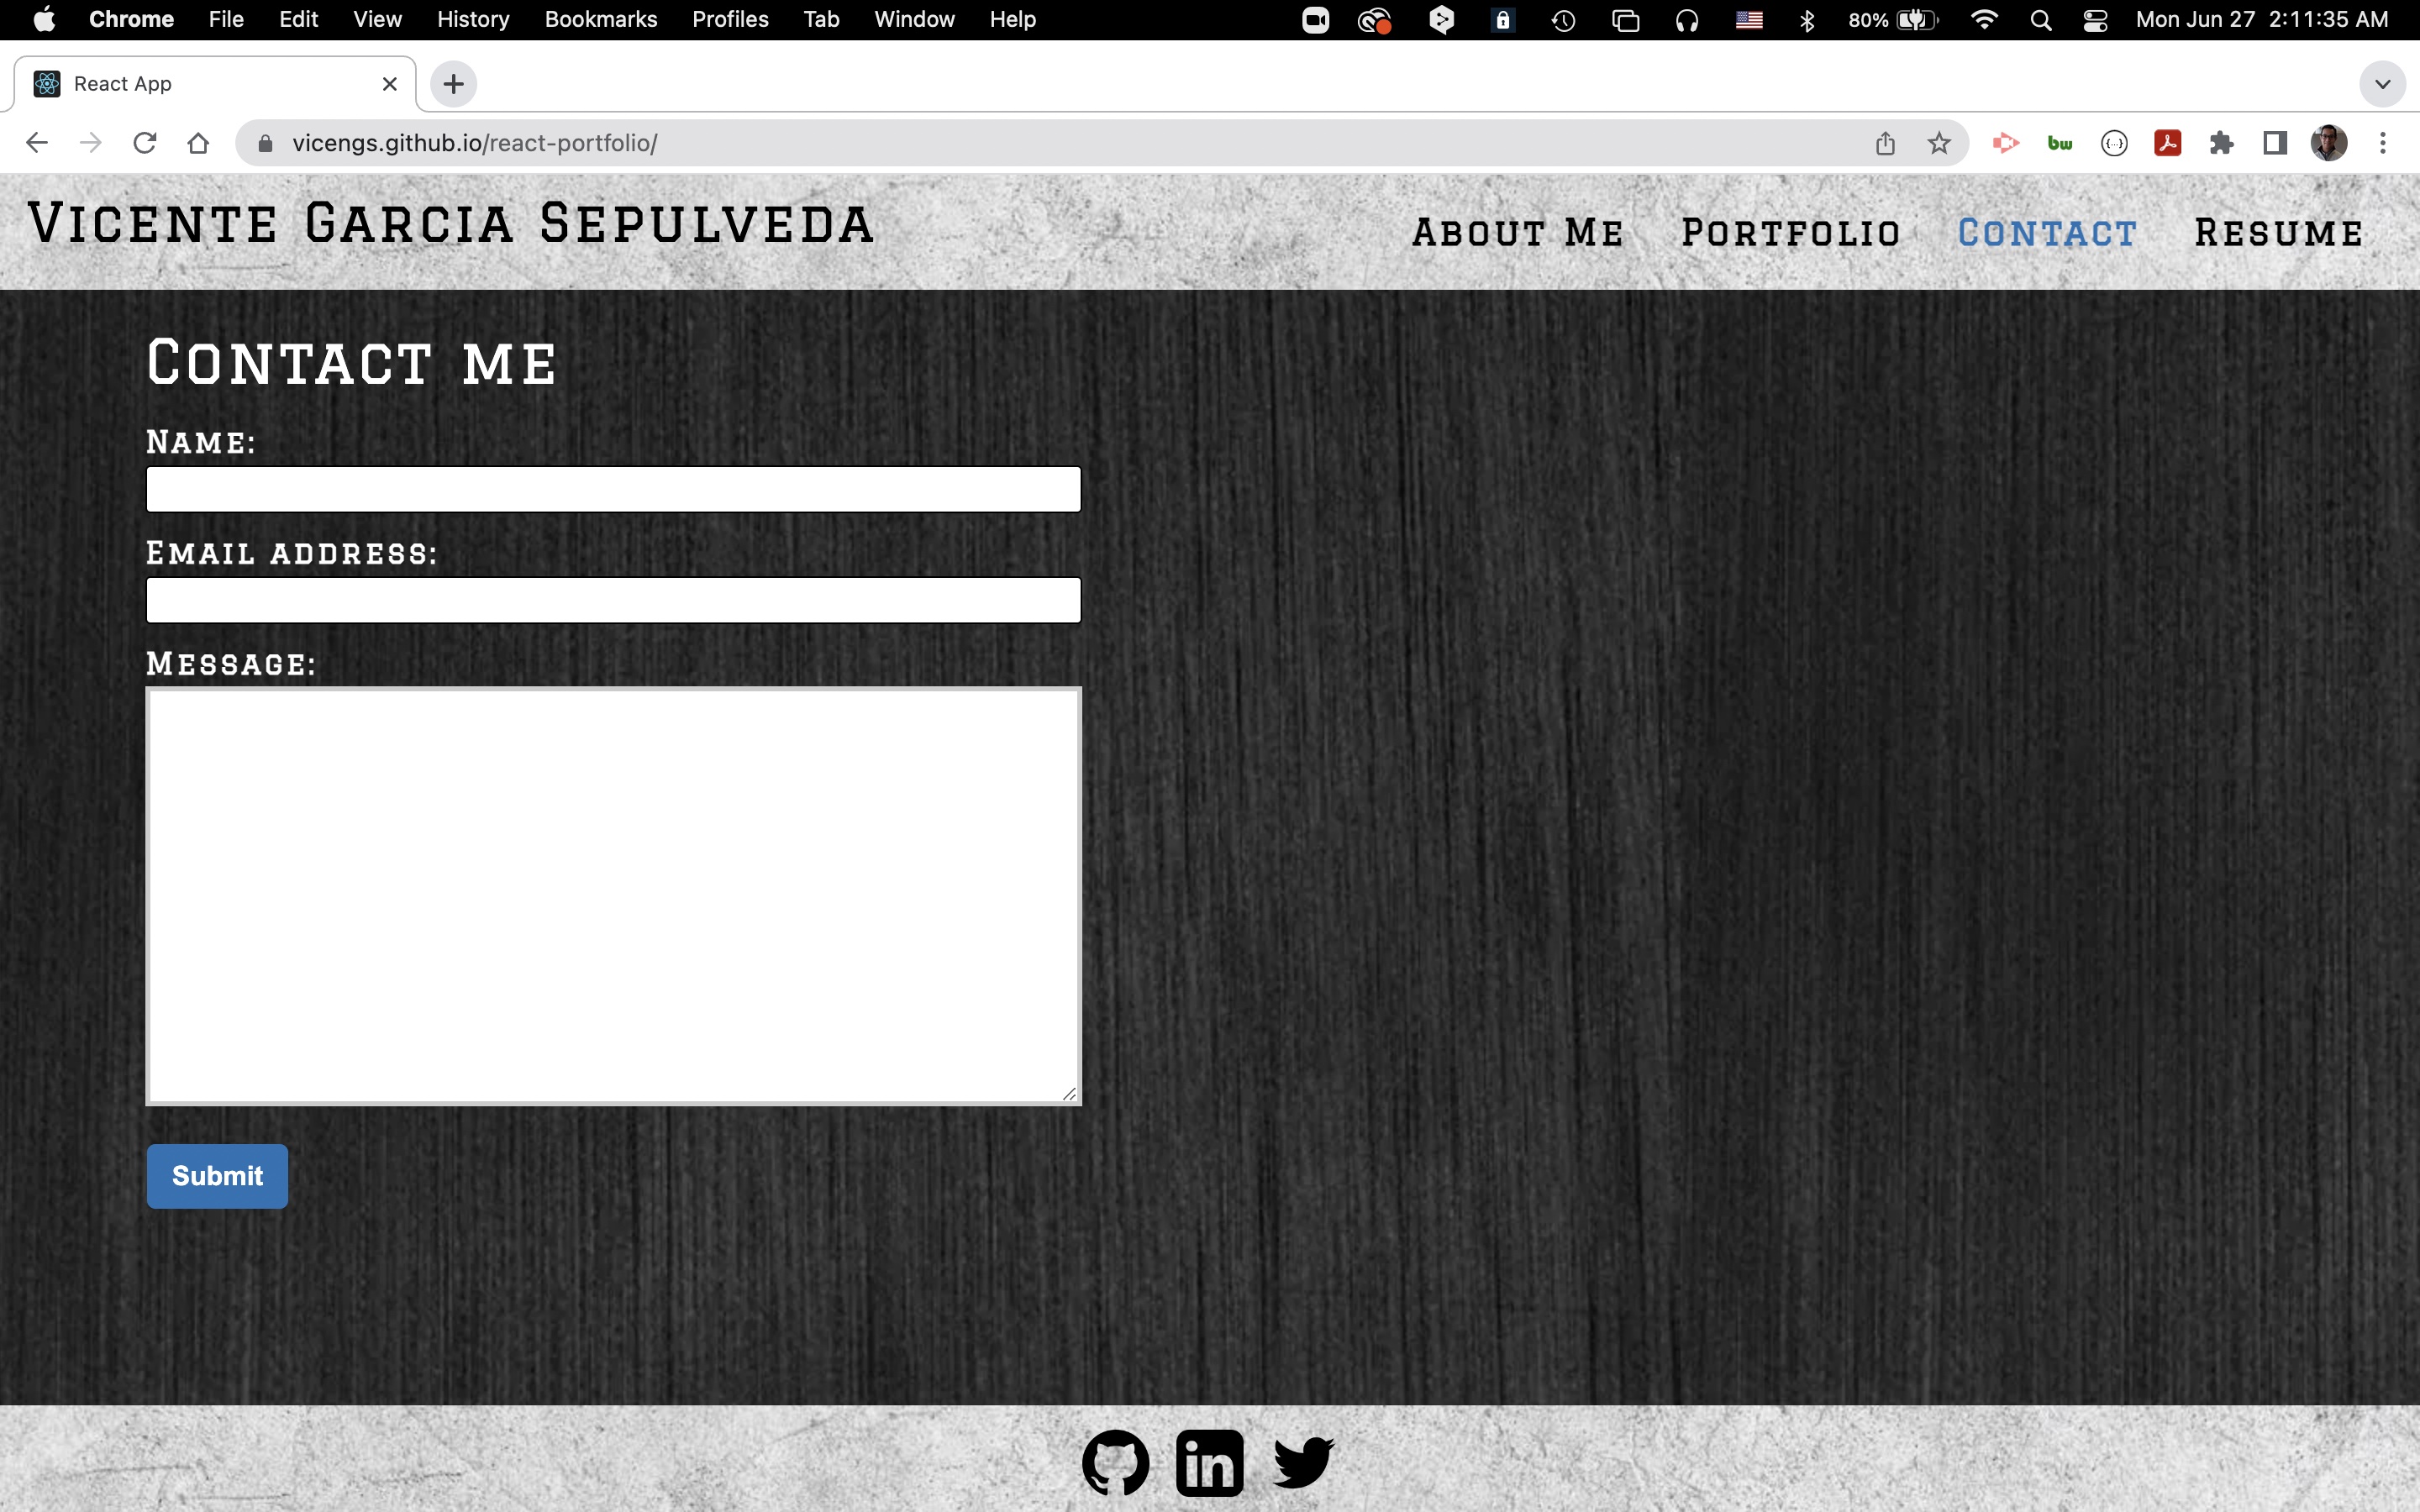 Chrome File Edit View History Bookmarks Profiles Tab Window Help 80% Mon Jun 27 2:11:35 AM
React App
vicengs.github.io/react-portfolio/
bw
Vicente Garcia Sepulveda About Me Portfolio Contact Resume
Contact me
Name:
Email address:
Message:
Submit
in